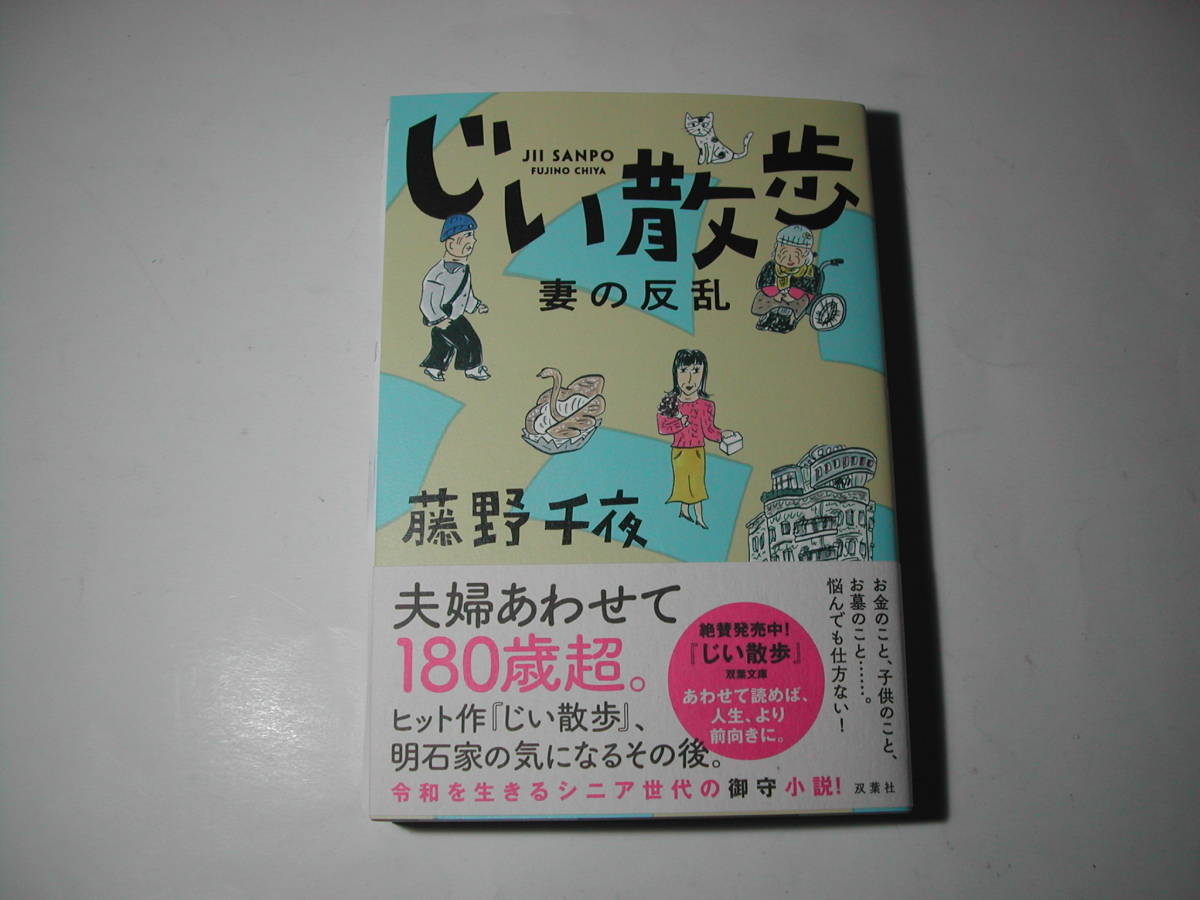 じい散歩
JII SANPO
FUJINO CHIYA
妻の反乱
藤野千夜
お金のこと、子供のこと、
お墓のこと……。
悩んでも仕方ない!
夫婦あわせて
180歳超。
ヒット作『じい散歩』、
明石家の気になるその後。
絶賛発売中!
『じい散歩』
双葉文庫
あわせて読めば、
人生、より
前向きに。
令和を生きるシニア世代の御守小説!
双葉社